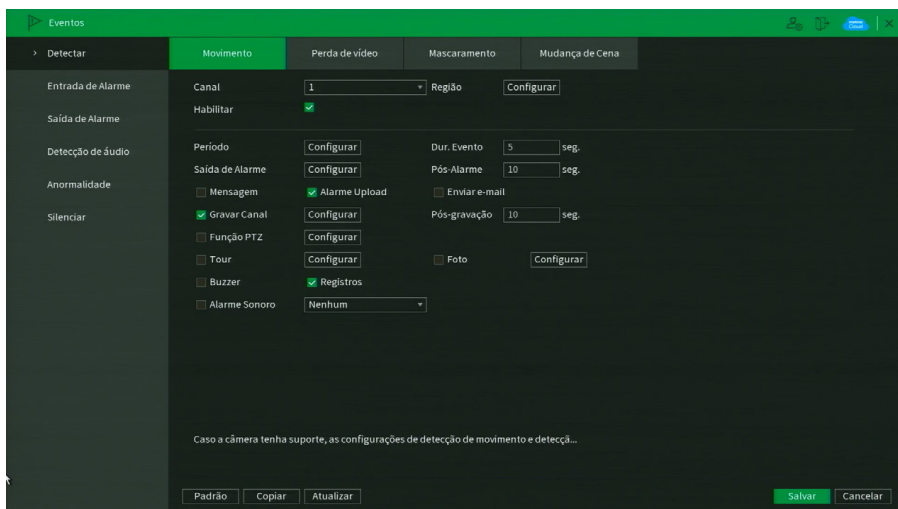 Eventos
Detectar
Entrada de Alarme
Saída de Alarme
Detecção de áudio
Anormalidade
Silenciar
Movimento Perda de vídeo Mascaramento Mudança de Cena
Canal 1 Região Configurar
Habilitar
Período Configurar Dur. Evento 5 seg.
Saída de Alarme Configurar Pós-Alarme 10 seg.
Mensagem Alarme Upload Enviar e-mail
Gravar Canal Configurar Pós-gravação 10 seg.
Função PTZ Configurar
Tour Configurar Foto Configurar
Buzzer Registros
Alarme Sonoro Nenhum
Caso a câmera tenha suporte, as configurações de detecção de movimento e detecçã...
Padrão Copiar Atualizar Salvar Cancelar